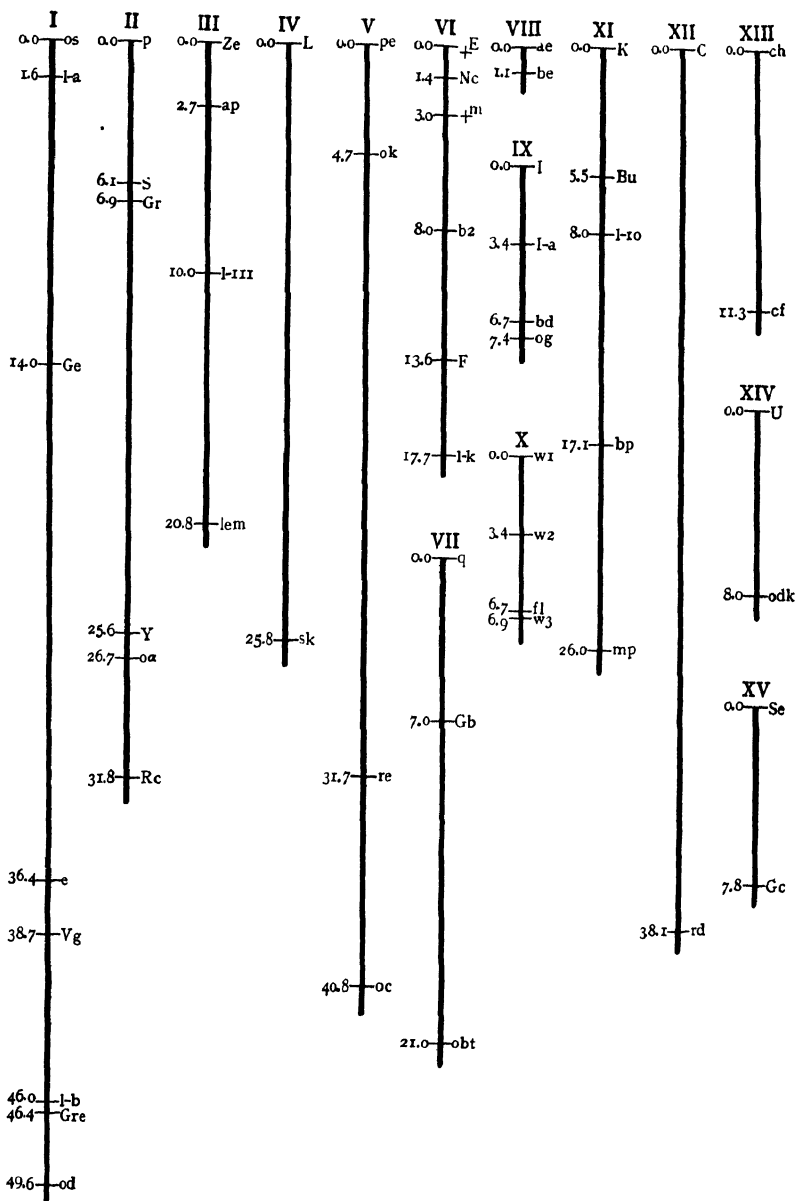 I
0.0 os
1.6 l-a
14.0 Ge
36.4 e
38.7 Vg
46.0 l-b
46.4 Gre
49.6 od
II
0.0 p
6.1 S
6.9 Gr
25.6 Y
26.7 oa
31.8 Rc
III
0.0 Ze
2.7 ap
10.0 l-III
20.8 lem
IV
0.0 L
25.8 sk
V
0.0 pe
4.7 ok
31.7 re
40.8 oc
VI
0.0 +E
1.4 Nc
3.0 +m
8.0 b2
13.6 F
17.7 l-k
VII
0.0 q
7.0 Gb
21.0 obt
VIII
0.0 ae
1.1 be
IX
0.0 I
3.4 I-a
6.7 bd
7.4 og
X
0.0 w1
3.4 w2
6.7 fl
6.9 w3
XI
0.0 K
5.5 Bu
8.0 l-10
17.1 bp
26.0 mp
XII
0.0 C
38.1 rd
XIII
0.0 ch
11.3 cf
XIV
0.0 U
8.0 odk
XV
0.0 Se
7.8 Gc